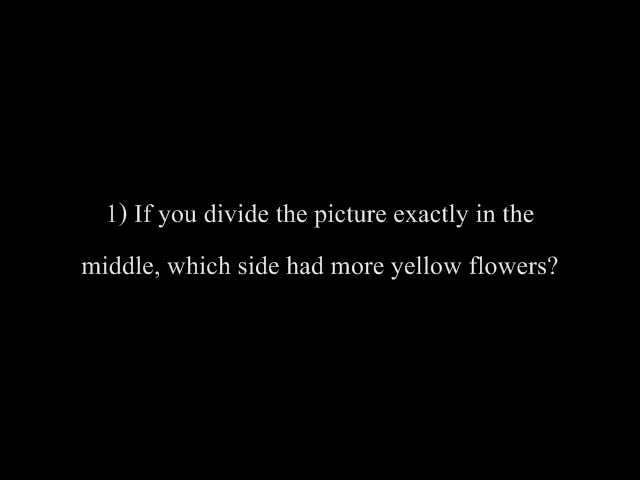 1) If you divide the picture exactly in the
middle, which side had more yellow flowers?